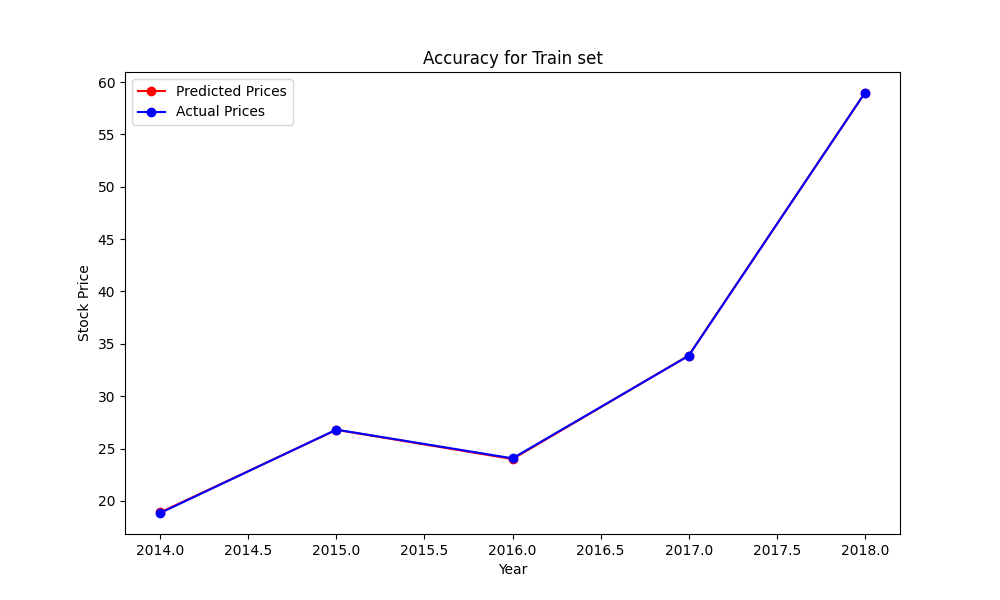 Accuracy for Train set
Predicted Prices
Actual Prices
Stock Price
60
55
50
45
40
35
30
25
20
2014.0 2014.5 2015.0 2015.5 2016.0 2016.5 2017.0 2017.5 2018.0
Year